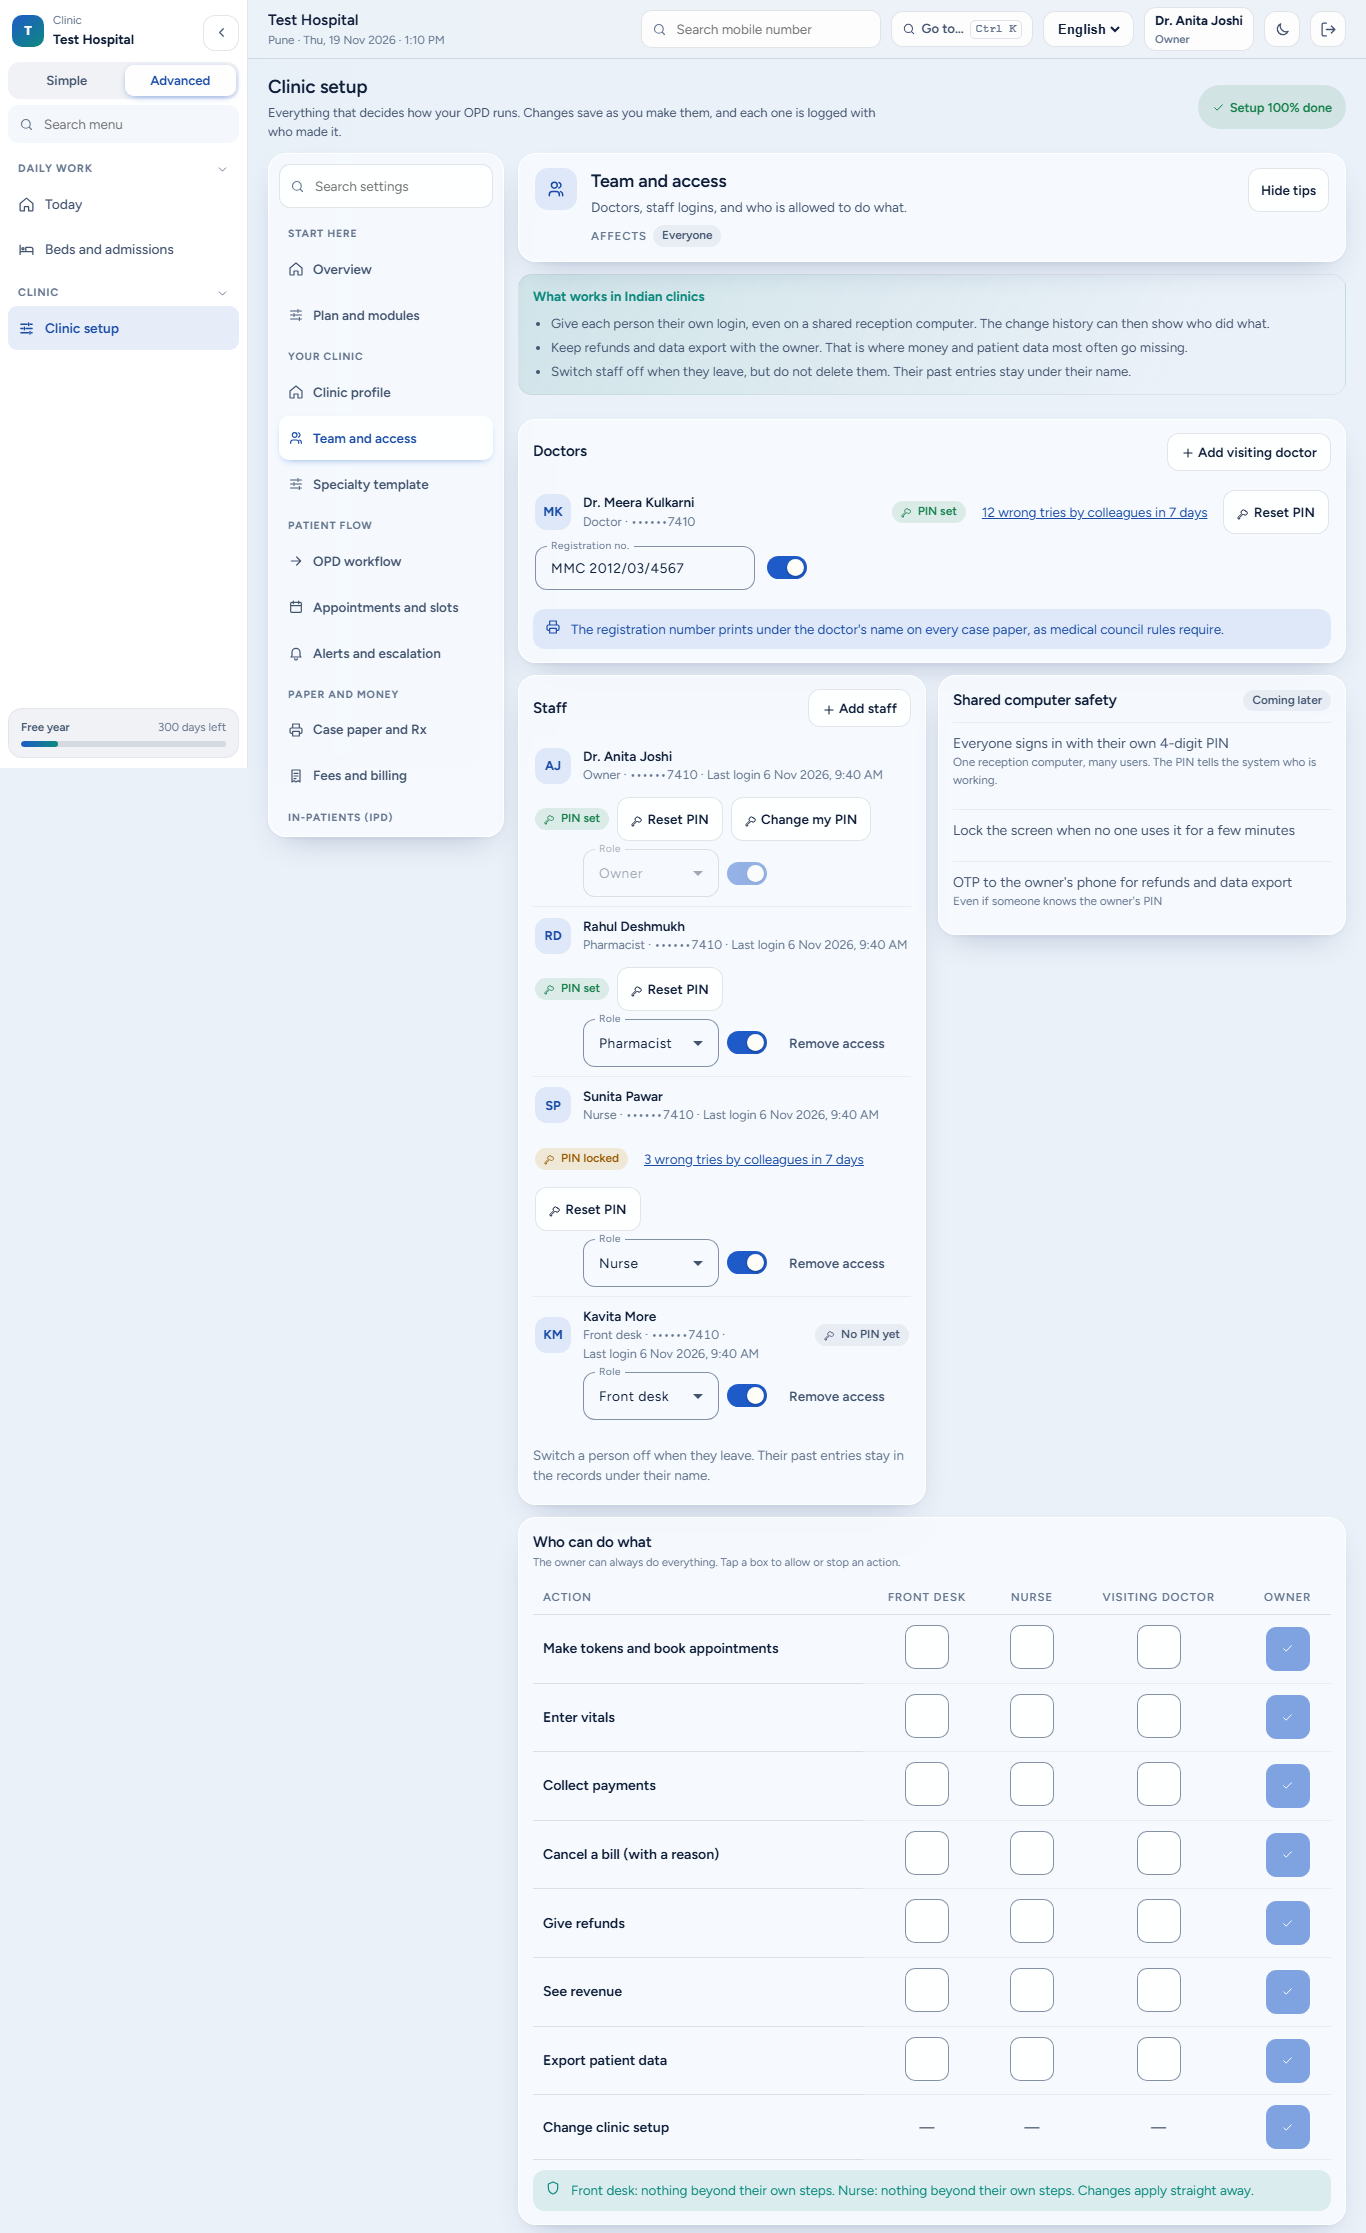 T
Clinic
Test Hospital
Simple
Advanced
Search menu
DAILY WORK
Today
Beds and admissions
CLINIC
Clinic setup
Free year
300 days left
Test Hospital
Pune · Thu, 19 Nov 2026 · 1:10 PM
Search mobile number
Go to...
Ctrl K
English
Dr. Anita Joshi
Owner
Clinic setup
Everything that decides how your OPD runs. Changes save as you make them, and each one is logged with
who made it.
Setup 100% done
Search settings
START HERE
Overview
Plan and modules
YOUR CLINIC
Clinic profile
Team and access
Specialty template
PATIENT FLOW
OPD workflow
Appointments and slots
Alerts and escalation
PAPER AND MONEY
Case paper and Rx
Fees and billing
IN-PATIENTS (IPD)
Team and access
Doctors, staff logins, and who is allowed to do what.
AFFECTS
Everyone
Hide tips
What works in Indian clinics
• Give each person their own login, even on a shared reception computer. The change history can then show who did what.
• Keep refunds and data export with the owner. That is where money and patient data most often go missing.
• Switch staff off when they leave, but do not delete them. Their past entries stay under their name.
Doctors
Add visiting doctor
MK
Dr. Meera Kulkarni
Doctor · ••••••7410
PIN set
12 wrong tries by colleagues in 7 days
Reset PIN
Registration no.
MMC 2012/03/4567
The registration number prints under the doctor's name on every case paper, as medical council rules require.
Staff
Add staff
AJ
Dr. Anita Joshi
Owner · ••••••7410 · Last login 6 Nov 2026, 9:40 AM
PIN set
Reset PIN
Change my PIN
Role
Owner
RD
Rahul Deshmukh
Pharmacist · ••••••7410 · Last login 6 Nov 2026, 9:40 AM
PIN set
Reset PIN
Role
Pharmacist
Remove access
SP
Sunita Pawar
Nurse · ••••••7410 · Last login 6 Nov 2026, 9:40 AM
PIN locked
3 wrong tries by colleagues in 7 days
Reset PIN
Role
Nurse
Remove access
KM
Kavita More
Front desk · ••••••7410 ·
Last login 6 Nov 2026, 9:40 AM
No PIN yet
Role
Front desk
Remove access
Switch a person off when they leave. Their past entries stay in
the records under their name.
Shared computer safety
Coming later
Everyone signs in with their own 4-digit PIN
One reception computer, many users. The PIN tells the system who is
working.
Lock the screen when no one uses it for a few minutes
OTP to the owner's phone for refunds and data export
Even if someone knows the owner's PIN
Who can do what
The owner can always do everything. Tap a box to allow or stop an action.
ACTION
FRONT DESK
NURSE
VISITING DOCTOR
OWNER
Make tokens and book appointments
Enter vitals
Collect payments
Cancel a bill (with a reason)
Give refunds
See revenue
Export patient data
Change clinic setup
— — —
Front desk: nothing beyond their own steps. Nurse: nothing beyond their own steps. Changes apply straight away.